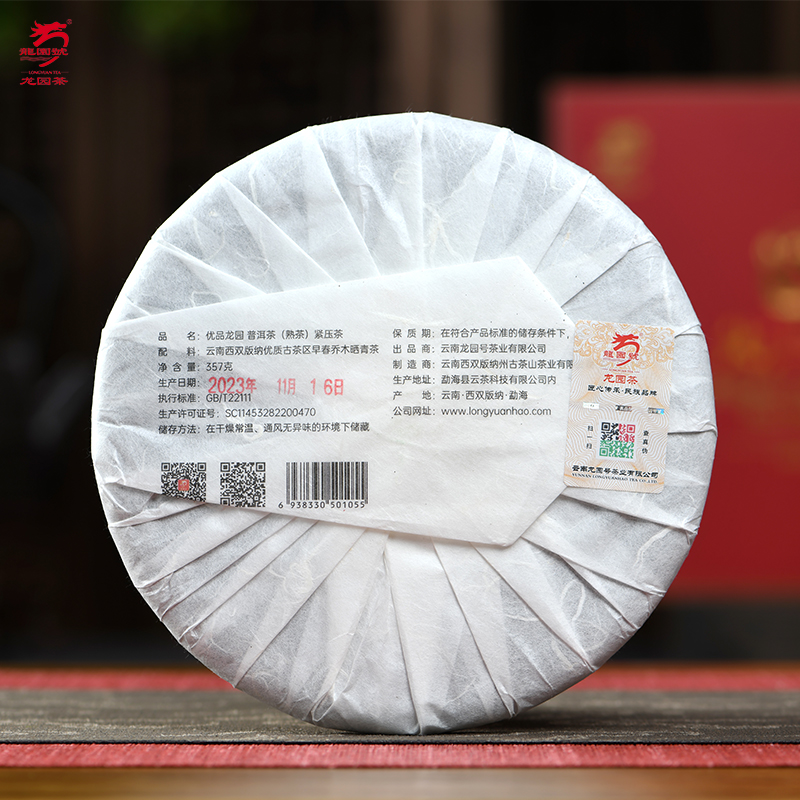 龍園號
LONGYUAN TEA
龙园茶
品 名：优品龙园 普洱茶（熟茶）紧压茶
配 料：云南西双版纳优质古茶区早春乔木晒青茶
净 含 量：357克
生产日期：2023年 11月 16日
执行标准：GB/T22111
生产许可证号：SC11453282200470
储存方法：在干燥常温、通风无异味的环境下储藏
6 938330 501055
保 质 期：在符合产品标准的储存条件下，
出 品 商：云南龙园号茶业有限公司
制 造 商：云南西双版纳州古茶山茶业有限
生产地址：勐海县云茶科技有限公司内
产 地：云南·西双版纳·勐海
公司网址：www.longyuanhao.com
龍園號
龙园茶
匠心传承·民族品牌
扫一扫
查真伪
云南龙园号茶业有限公司
YUNNAN LONGYUANHAO TEA CO.,LTD